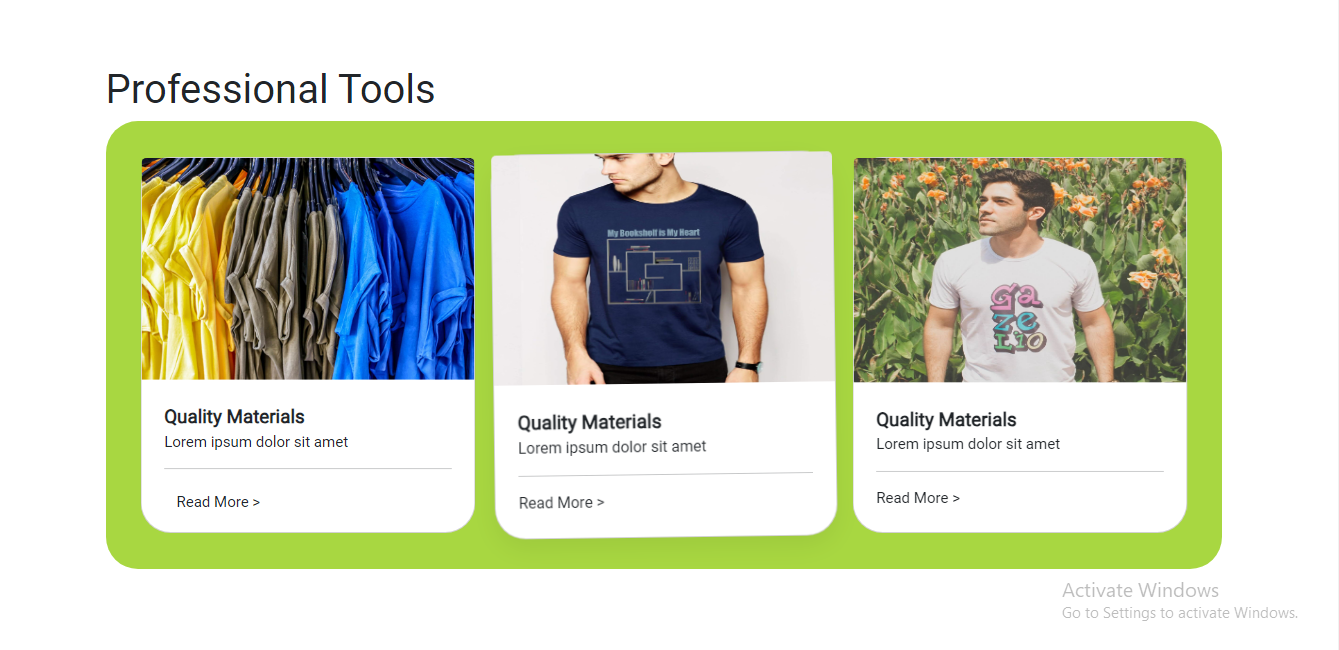 Professional Tools
My Bookshelf is My Heart
Ga
ze
Lio
Quality Materials
Lorem ipsum dolor sit amet
Read More >
Quality Materials
Lorem ipsum dolor sit amet
Read More >
Quality Materials
Lorem ipsum dolor sit amet
Read More >
Activate Windows
Go to Settings to activate Windows.